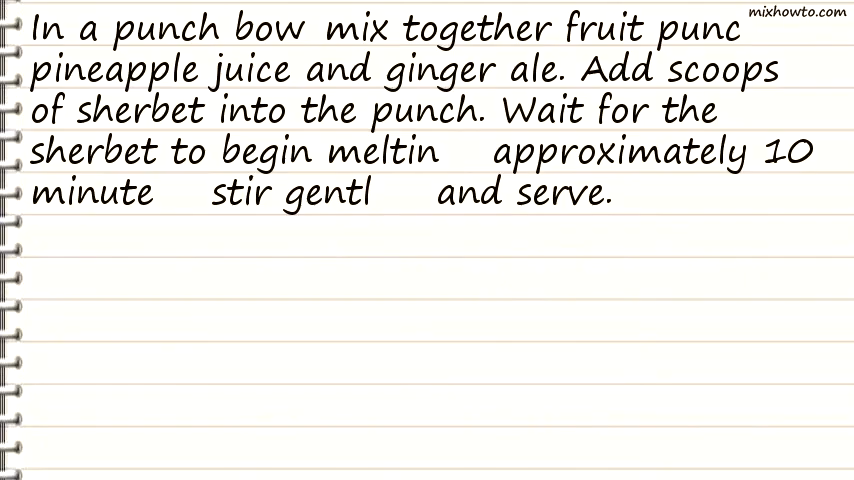 mixhowto.com
In a punch bow mix together fruit punc
pineapple juice and ginger ale. Add scoops
of sherbet into the punch. Wait for the
sherbet to begin meltin approximately 10
minute stir gentl and serve.